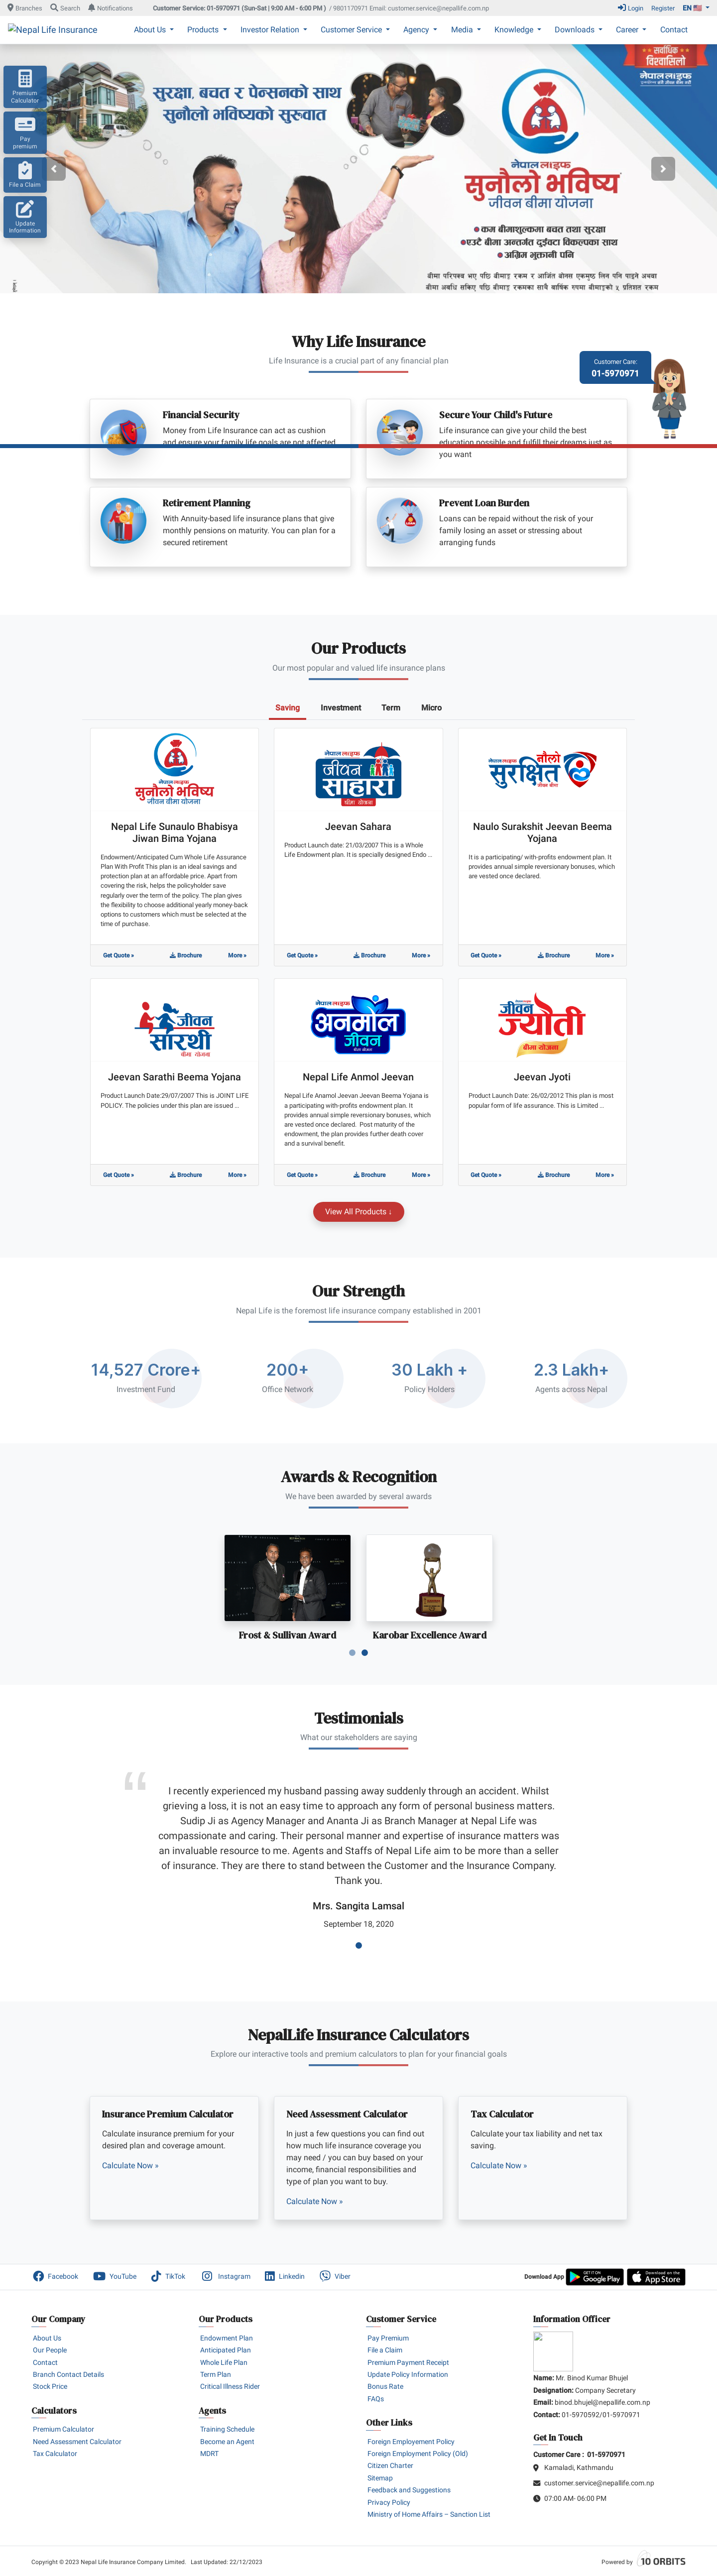 Branches Search Notifications Customer Service: 01-5970971 (Sun-Sat | 9:00 AM - 6:00 PM ) / 9801170971 Email: customer.service@nepallife.com.np Login Register EN
Nepal Life Insurance About Us Products Investor Relation Customer Service Agency Media Knowledge Downloads Career Contact
Premium Calculator
Pay premium
File a Claim
Update Information
सुरक्षा, बचत र पेन्सनको साथ
सुनौलो भविष्यको सुरुवात
सुनौलो भविष्य
जीवन बीमा योजना
कम बीमाशुल्कमा बचत तथा सुरक्षा
एउटै बीमा अन्तर्गत दुईवटा विकल्पका साथ
अग्रिम भुक्तानी पनि
Why Life Insurance
Life Insurance is a crucial part of any financial plan
Customer Care:
01-5970971
Financial Security
Money from Life Insurance can act as cushion and ensure your family life goals are not affected
Secure Your Child's Future
Life insurance can give your child the best education possible and fulfill their dreams just as you want
Retirement Planning
With Annuity-based life insurance plans that give monthly pensions on maturity. You can plan for a secured retirement
Prevent Loan Burden
Loans can be repaid without the risk of your family losing an asset or stressing about arranging funds
Our Products
Our most popular and valued life insurance plans
Saving Investment Term Micro
सुनौलो भविष्य
जीवन बीमा योजना
Nepal Life Sunaulo Bhabisya Jiwan Bima Yojana
Endowment/Anticipated Cum Whole Life Assurance Plan With Profit This plan is an ideal savings and protection plan at an affordable price. Apart from covering the risk, helps the policyholder save regularly over the term of the policy. The plan gives the flexibility to choose additional yearly money-back options to customers which must be selected at the time of purchase.
Get Quote » Brochure More »
नेपाल लाइफ
जीवन सहारा
बीमा योजना
Jeevan Sahara
Product Launch date: 21/03/2007 This is a Whole Life Endowment plan. It is specially designed Endo ...
Get Quote » Brochure More »
नौलो
सुरक्षित
जीवन बीमा
Naulo Surakshit Jeevan Beema Yojana
It is a participating/ with-profits endowment plan. It provides annual simple reversionary bonuses, which are vested once declared.
Get Quote » Brochure More »
जीवन
सारथी
बीमा योजना
Jeevan Sarathi Beema Yojana
Product Launch Date:29/07/2007 This is JOINT LIFE POLICY. The policies under this plan are issued ...
Get Quote » Brochure More »
नेपाल लाइफ
अनमोल
जीवन
Nepal Life Anmol Jeevan
Nepal Life Anamol Jeevan Jeevan Beema Yojana is a participating with-profits endowment plan. It provides annual simple reversionary bonuses, which are vested once declared. Post maturity of the endowment, the plan provides further death cover and a survival benefit.
Get Quote » Brochure More »
जीवन
ज्योती
बीमा योजना
Jeevan Jyoti
Product Launch Date: 26/02/2012 This plan is most popular form of life assurance. This is Limited ...
Get Quote » Brochure More »
View All Products ↓
Our Strength
Nepal Life is the foremost life insurance company established in 2001
14,527 Crore+
Investment Fund
200+
Office Network
30 Lakh +
Policy Holders
2.3 Lakh+
Agents across Nepal
Awards & Recognition
We have been awarded by several awards
Frost & Sullivan Award
Karobar Excellence Award
Testimonials
What our stakeholders are saying
“
I recently experienced my husband passing away suddenly through an accident. Whilst grieving a loss, it is not an easy time to approach any form of personal business matters. Sudip Ji as Agency Manager and Ananta Ji as Branch Manager at Nepal Life was compassionate and caring. Their personal manner and expertise of insurance matters was an invaluable resource to me. Agents and Staffs of Nepal Life aim to be more than a seller of insurance. They are there to stand between the Customer and the Insurance Company. Thank you.
Mrs. Sangita Lamsal
September 18, 2020
NepalLife Insurance Calculators
Explore our interactive tools and premium calculators to plan for your financial goals
Insurance Premium Calculator
Calculate insurance premium for your desired plan and coverage amount.
Calculate Now »
Need Assessment Calculator
In just a few questions you can find out how much life insurance coverage you may need / you can buy based on your income, financial responsibilities and type of plan you want to buy.
Calculate Now »
Tax Calculator
Calculate your tax liability and net tax saving.
Calculate Now »
Facebook YouTube TikTok Instagram Linkedin Viber Download App GET IT ON Google Play Download on the App Store
Our Company
About Us
Our People
Contact
Branch Contact Details
Stock Price
Calculators
Premium Calculator
Need Assessment Calculator
Tax Calculator
Our Products
Endowment Plan
Anticipated Plan
Whole Life Plan
Term Plan
Critical Illness Rider
Agents
Training Schedule
Become an Agent
MDRT
Customer Service
Pay Premium
File a Claim
Premium Payment Receipt
Update Policy Information
Bonus Rate
FAQs
Other Links
Foreign Employement Policy
Foreign Employment Policy (Old)
Citizen Charter
Sitemap
Feedback and Suggestions
Privacy Policy
Ministry of Home Affairs – Sanction List
Information Officer
Name: Mr. Binod Kumar Bhujel
Designation: Company Secretary
Email: binod.bhujel@nepallife.com.np
Contact: 01-5970592/01-5970971
Get In Touch
Customer Care : 01-5970971
Kamaladi, Kathmandu
customer.service@nepallife.com.np
07:00 AM- 06:00 PM
Copyright © 2023 Nepal Life Insurance Company Limited. Last Updated: 22/12/2023
Powered by 10 ORBITS